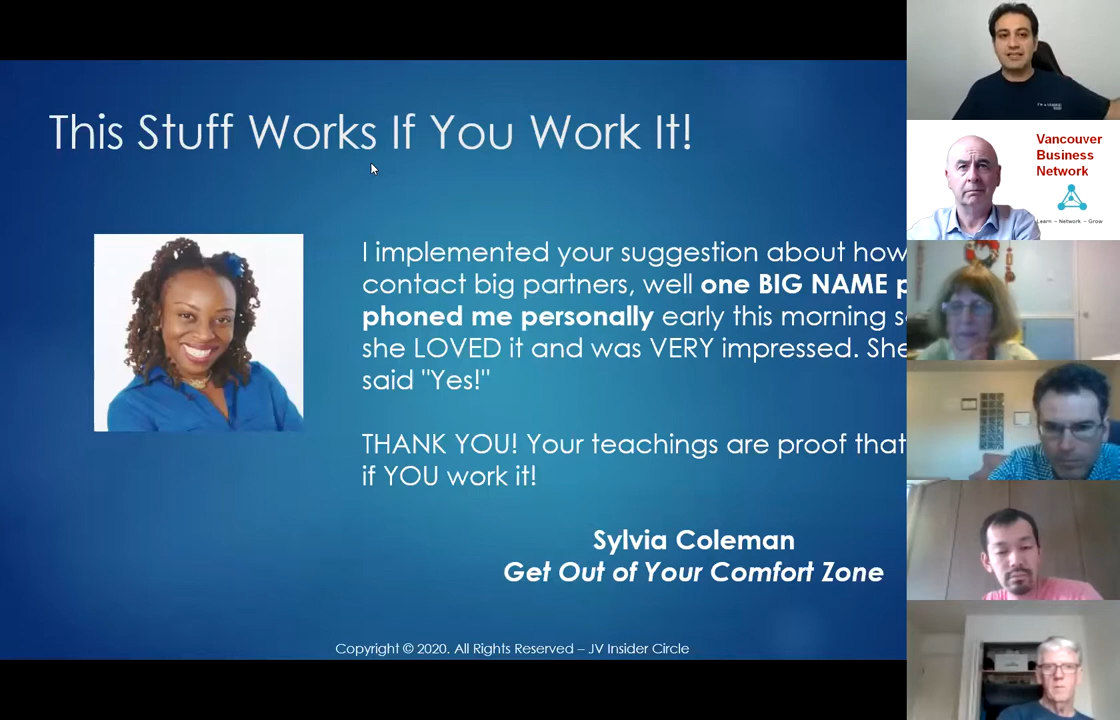 This Stuff Works If You Work It!
I implemented your suggestion about how
contact big partners, well one BIG NAME
phoned me personally early this morning
she LOVED it and was VERY impressed. She
said "Yes!"
THANK YOU! Your teachings are proof that
if YOU work it!
Sylvia Coleman
Get Out of Your Comfort Zone
Copyright © 2020. All Rights Reserved – JV Insider Circle
Vancouver
Business
Network
Learn – Network – Grow